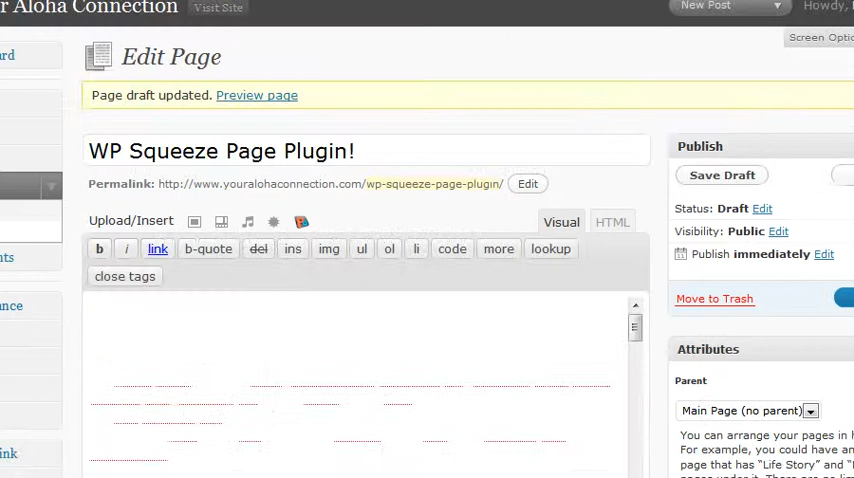 r Aloha Connection Visit Site New Post Howdy,
Screen Optio
Edit Page
Page draft updated. Preview page
WP Squeeze Page Plugin!
Permalink: http://www.youralohaconnection.com/wp-squeeze-page-plugin/ Edit
Upload/Insert Visual HTML
b i link b-quote del ins img ul ol li code more lookup
close tags
Publish
Save Draft
Status: Draft Edit
Visibility: Public Edit
Publish immediately Edit
Move to Trash
Attributes
Parent
Main Page (no parent)
You can arrange your pages in h
For example, you could have an
page that has “Life Story” and “
rd
nts
ance
ink